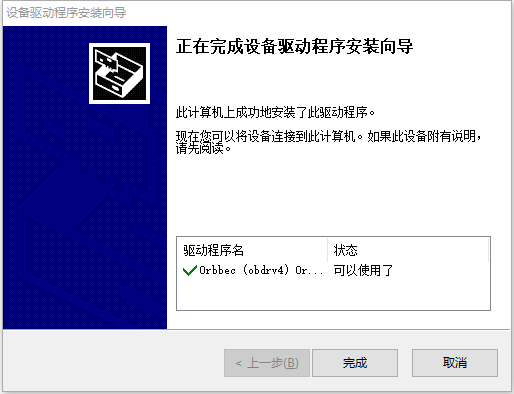 设备驱动程序安装向导
正在完成设备驱动程序安装向导
此计算机上成功地安装了此驱动程序。
现在您可以将设备连接到此计算机。如果此设备附有说明，
请先阅读。
驱动程序名 状态
Orbbec (obdrv4) Or... 可以使用了
< 上一步(B) 完成 取消